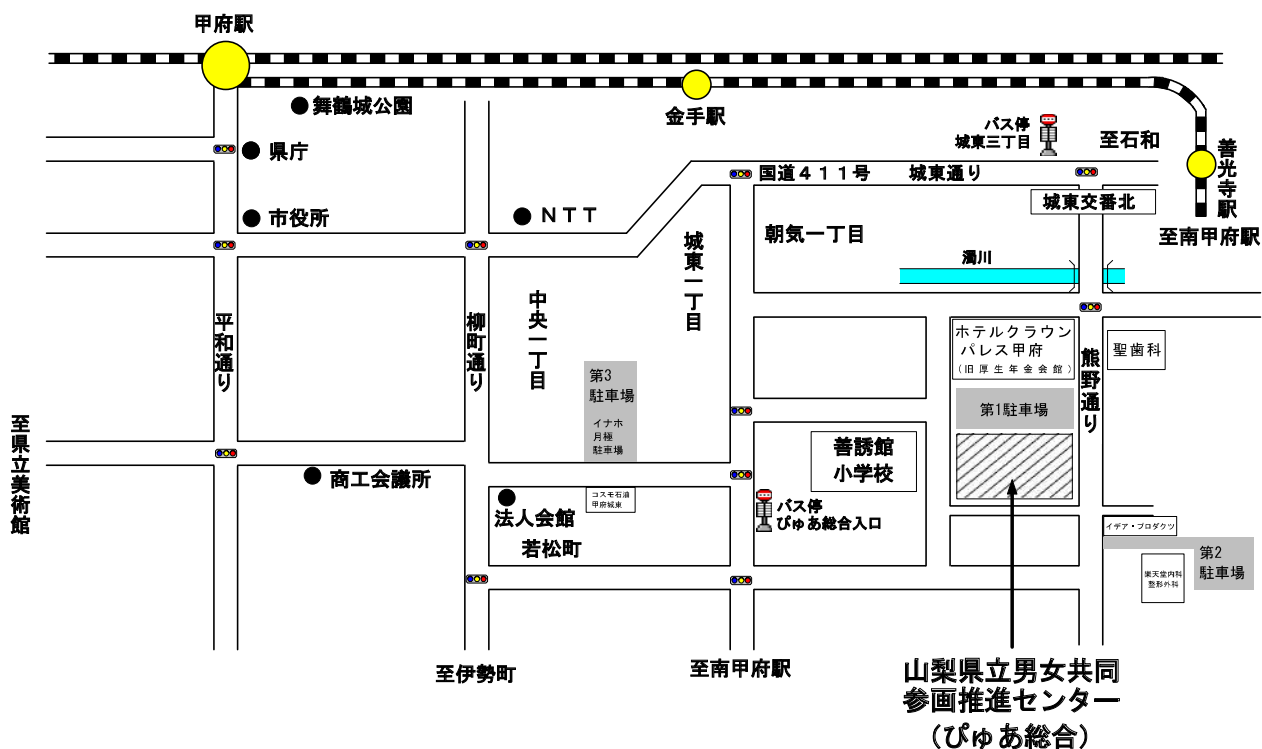 甲府駅
舞鶴城公園
金手駅
バス停
城東三丁目
至石和
善光寺駅
県庁
国道411号
城東通り
城東交番北
市役所
NTT
城東一丁目
朝気一丁目
至南甲府駅
濁川
平和通り
柳町通り
中央一丁目
ホテルクラウン
パレス甲府
(旧厚生年金会館)
熊野通り
聖歯科
第3
駐車場
イナホ
月極
駐車場
第1駐車場
至県立美術館
善誘館
小学校
商工会議所
法人会館
コスモ石油
甲府城東
バス停
ぴゅあ総合入口
若松町
イデア・プロダクツ
第2
駐車場
楽天堂内科
整形外科
至伊勢町
至南甲府駅
山梨県立男女共同
参画推進センター
(ぴゅあ総合)